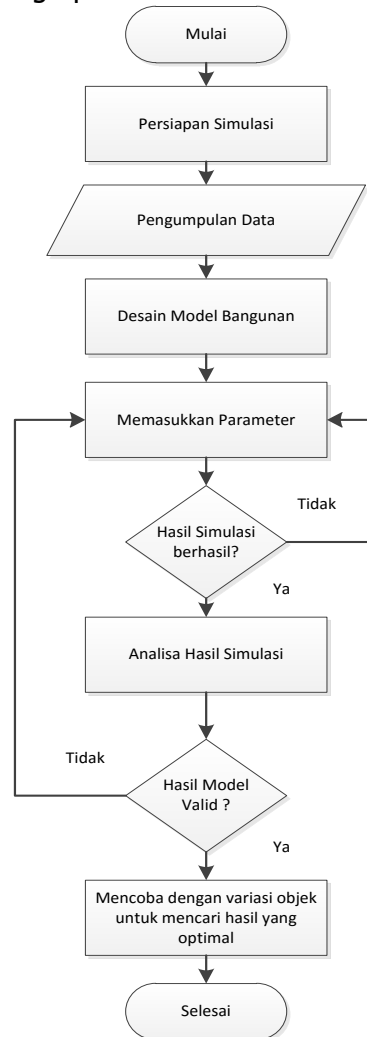 Mulai
Persiapan Simulasi
Pengumpulan Data
Desain Model Bangunan
Memasukkan Parameter
Hasil Simulasi
berhasil?
Tidak
Ya
Analisa Hasil Simulasi
Tidak
Hasil Model
Valid ?
Ya
Mencoba dengan variasi objek
untuk mencari hasil yang
optimal
Selesai